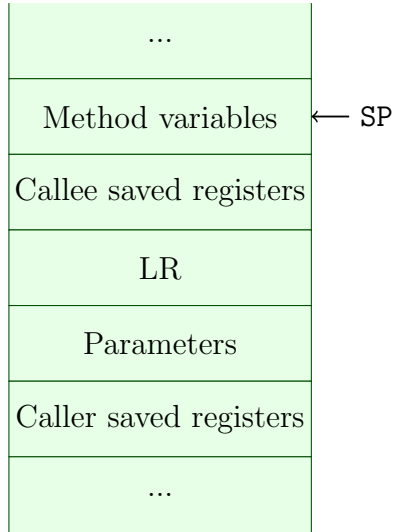 ...
Method variables
SP
Callee saved registers
LR
Parameters
Caller saved registers
...